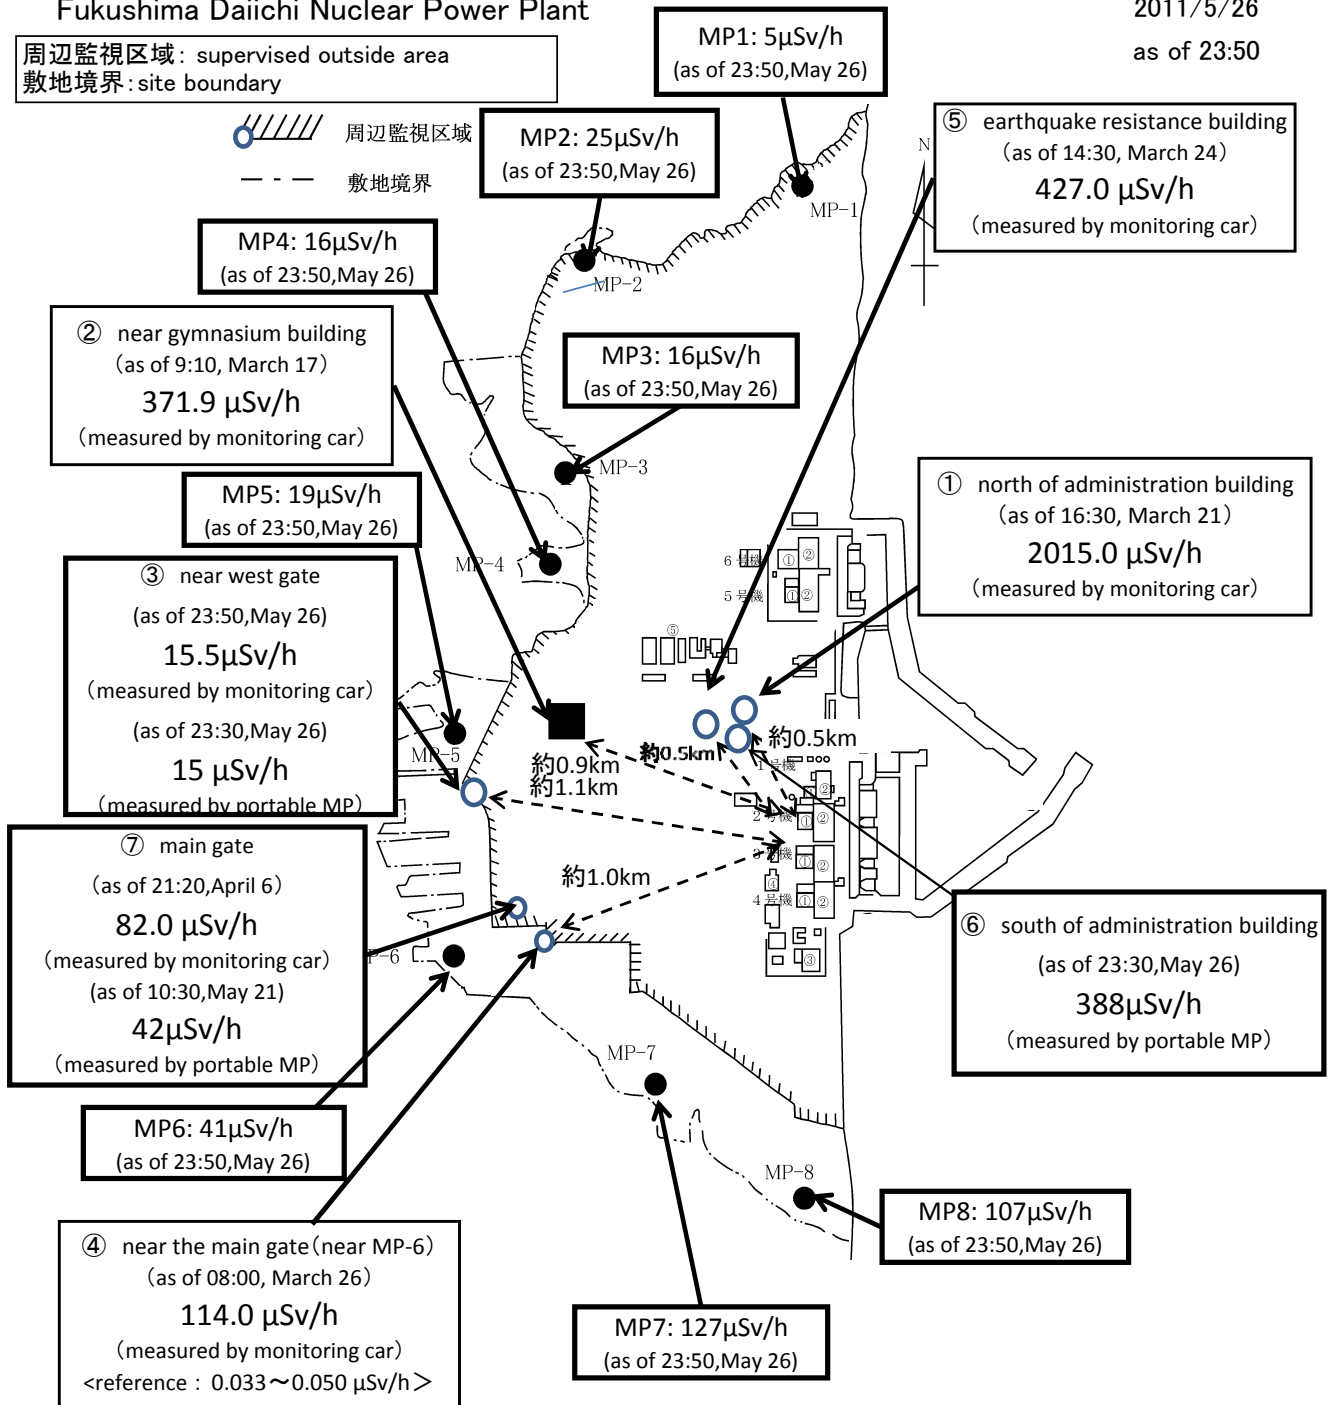 Fukushima Daiichi Nuclear Power Plant
2011/5/26
as of 23:50
周辺監視区域: supervised outside area
敷地境界:site boundary
周辺監視区域
敷地境界
MP1: 5μSv/h
(as of 23:50,May 26)
MP2: 25μSv/h
(as of 23:50,May 26)
⑤ earthquake resistance building
(as of 14:30, March 24)
427.0 μSv/h
(measured by monitoring car)
N
MP-1
MP4: 16μSv/h
(as of 23:50,May 26)
MP-2
② near gymnasium building
(as of 9:10, March 17)
371.9 μSv/h
(measured by monitoring car)
MP3: 16μSv/h
(as of 23:50,May 26)
MP-3
MP5: 19μSv/h
(as of 23:50,May 26)
① north of administration building
(as of 16:30, March 21)
2015.0 μSv/h
(measured by monitoring car)
MP-4
③ near west gate
(as of 23:50,May 26)
15.5μSv/h
(measured by monitoring car)
(as of 23:30,May 26)
15 μSv/h
(measured by portable MP)
6号機
① ②
5号機
① ②
⑤
MP-5
約0.9km
約1.1km
約0.5km
約0.5km
1号機
②
2号機
① ②
3号機
① ②
④
4号機
① ②
③
約1.0km
⑦ main gate
(as of 21:20,April 6)
82.0 μSv/h
(measured by monitoring car)
(as of 10:30,May 21)
42μSv/h
(measured by portable MP)
P-6
⑥ south of administration building
(as of 23:30,May 26)
388μSv/h
(measured by portable MP)
MP-7
MP6: 41μSv/h
(as of 23:50,May 26)
MP-8
MP8: 107μSv/h
(as of 23:50,May 26)
④ near the main gate(near MP-6)
(as of 08:00, March 26)
114.0 μSv/h
(measured by monitoring car)
<reference : 0.033～0.050 μSv/h＞
MP7: 127μSv/h
(as of 23:50,May 26)